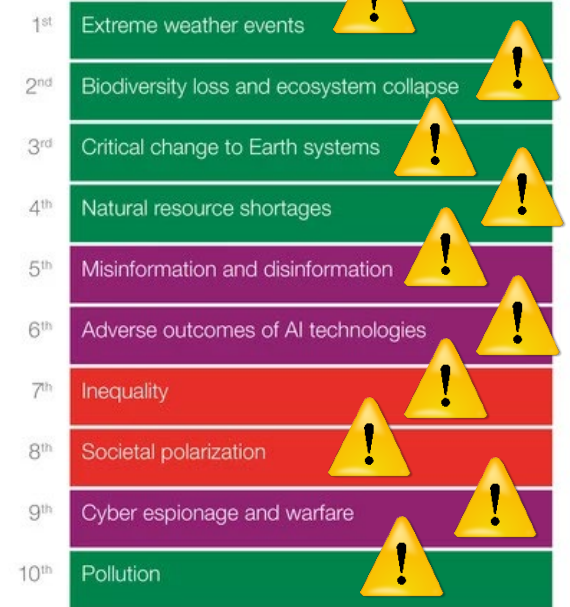 1st Extreme weather events
2nd Biodiversity loss and ecosystem collapse
3rd Critical change to Earth systems
4th Natural resource shortages
5th Misinformation and disinformation
6th Adverse outcomes of AI technologies
7th Inequality
8th Societal polarization
9th Cyber espionage and warfare
10th Pollution